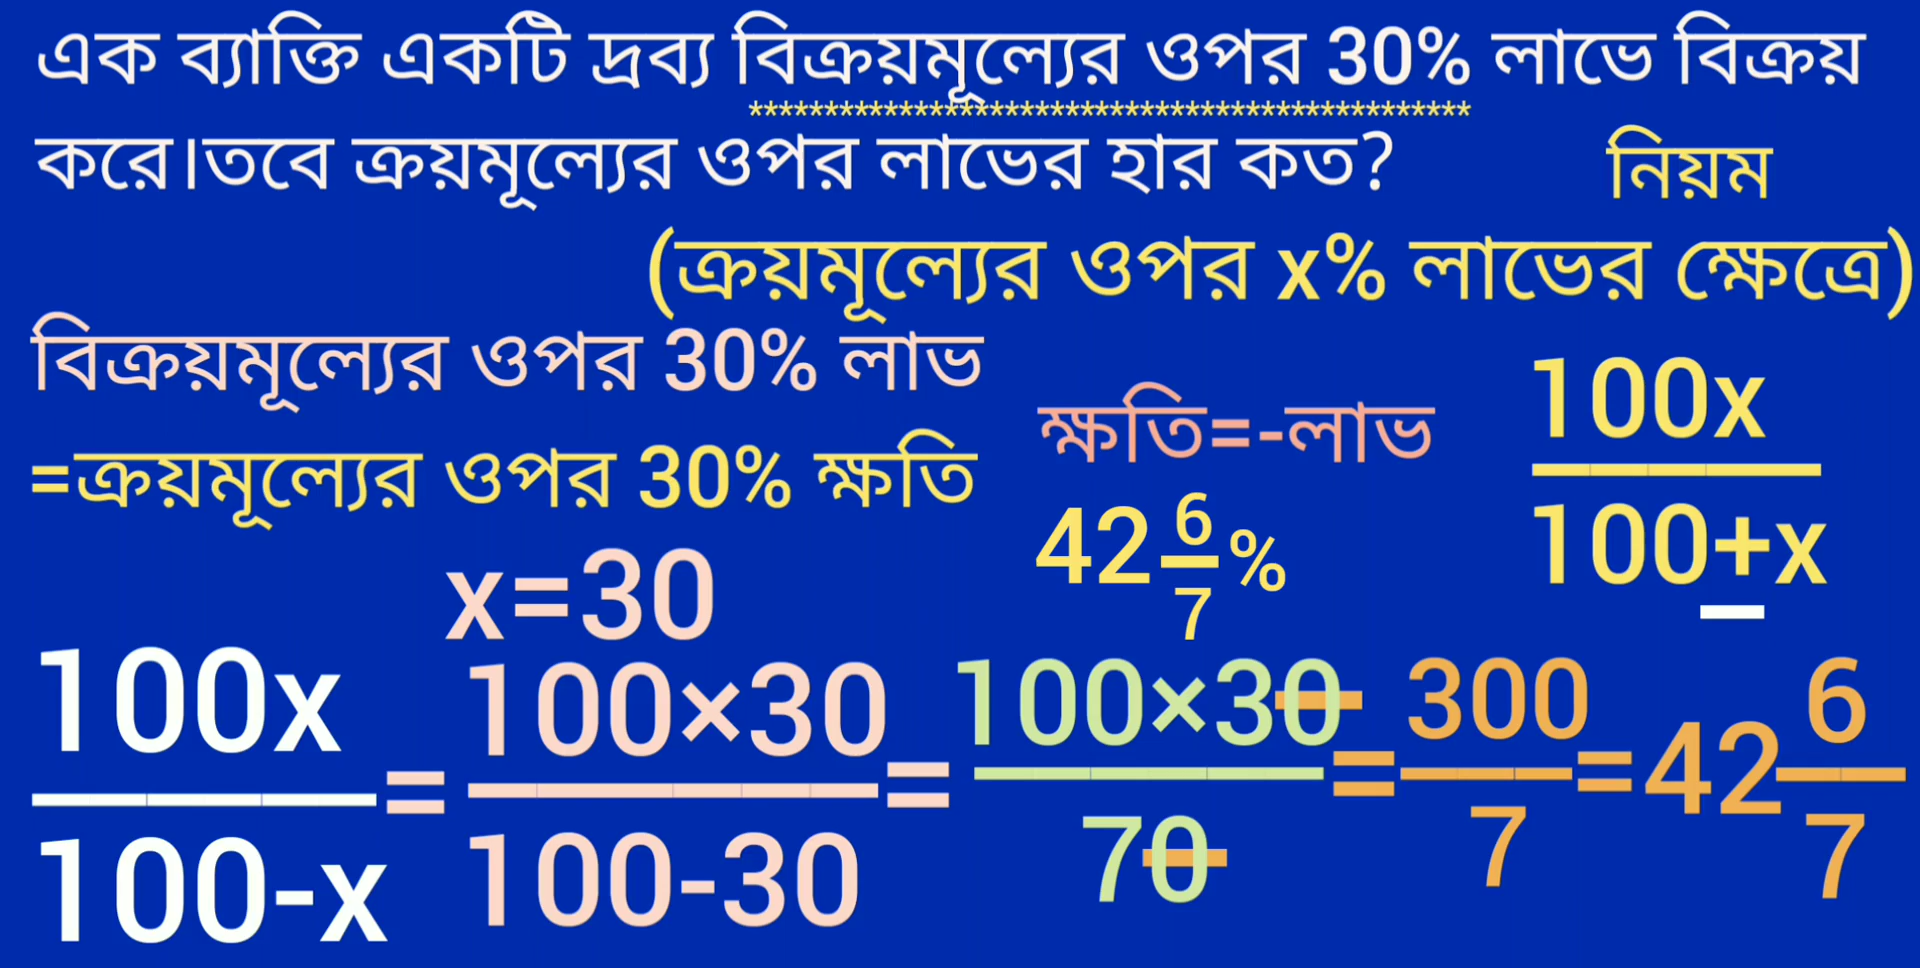 এক ব্যাক্তি একটি দ্রব্য বিক্রয়মূল্যের ওপর 30% লাভে বিক্রয়
************************************************
করে।তবে ক্রয়মূল্যের ওপর লাভের হার কত?
নিয়ম
(ক্রয়মূল্যের ওপর x% লাভের ক্ষেত্রে)
বিক্রয়মূল্যের ওপর 30% লাভ
=ক্রয়মূল্যের ওপর 30% ক্ষতি
ক্ষতি=-লাভ
100x
100+x
42 6/7 %
x=30
100x/100-x = 100×30/100-30 = 100×30/70 = 300/7 = 42 6/7